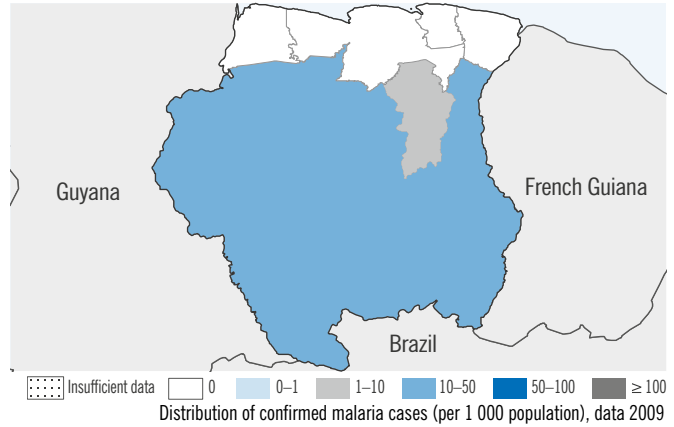 Guyana
French Guiana
Brazil
Insufficient data 0 0–1 1–10 10–50 50–100 ≥ 100
Distribution of confirmed malaria cases (per 1 000 population), data 2009